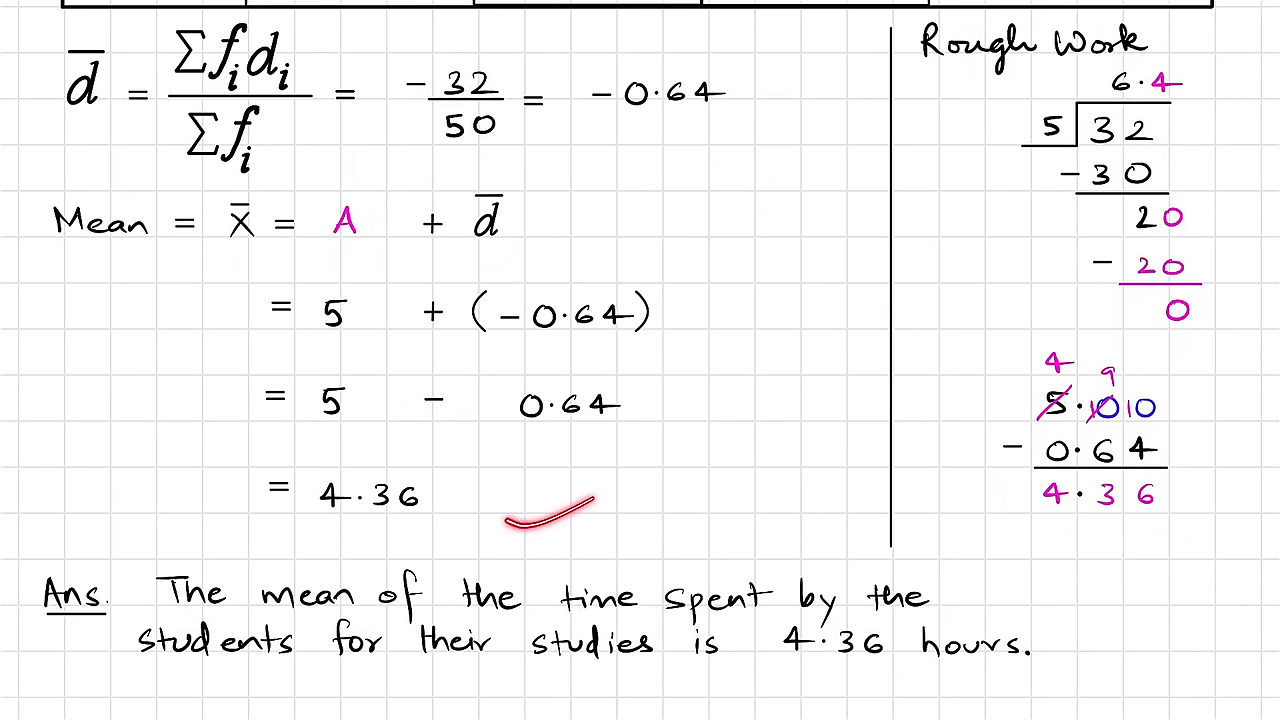 d̄ = Σfᵢdᵢ / Σfᵢ = -32 / 50 = -0.64
Mean = x̄ = A + d̄
= 5 + (-0.64)
= 5 - 0.64
= 4.36
Ans. The mean of the time spent by the
students for their studies is 4.36 hours.
Rough Work
6.4
5 32
-30
20
- 20
0
4 9
5.10 10
- 0.64
4.36